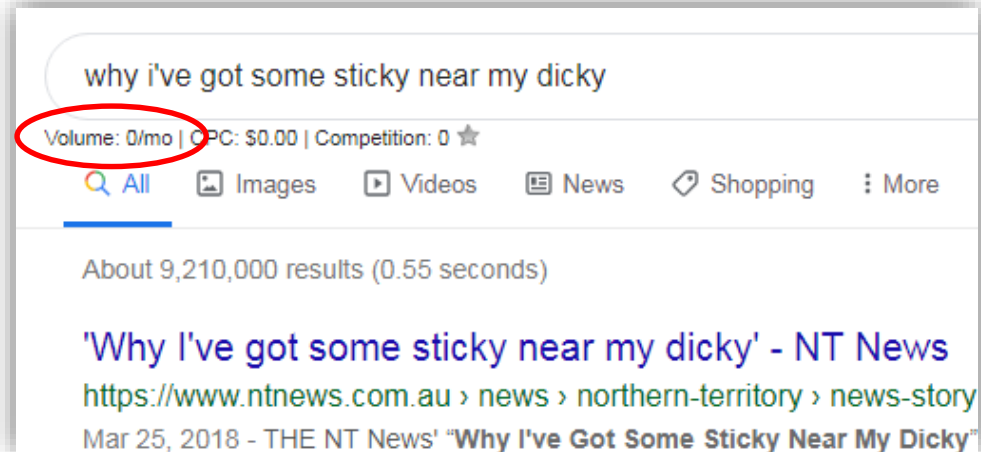 why i've got some sticky near my dicky
Volume: 0/mo | CPC: $0.00 | Competition: 0
All Images Videos News Shopping More
About 9,210,000 results (0.55 seconds)
'Why I've got some sticky near my dicky' - NT News
https://www.ntnews.com.au › news › northern-territory › news-story
Mar 25, 2018 - THE NT News' “Why I've Got Some Sticky Near My Dicky”